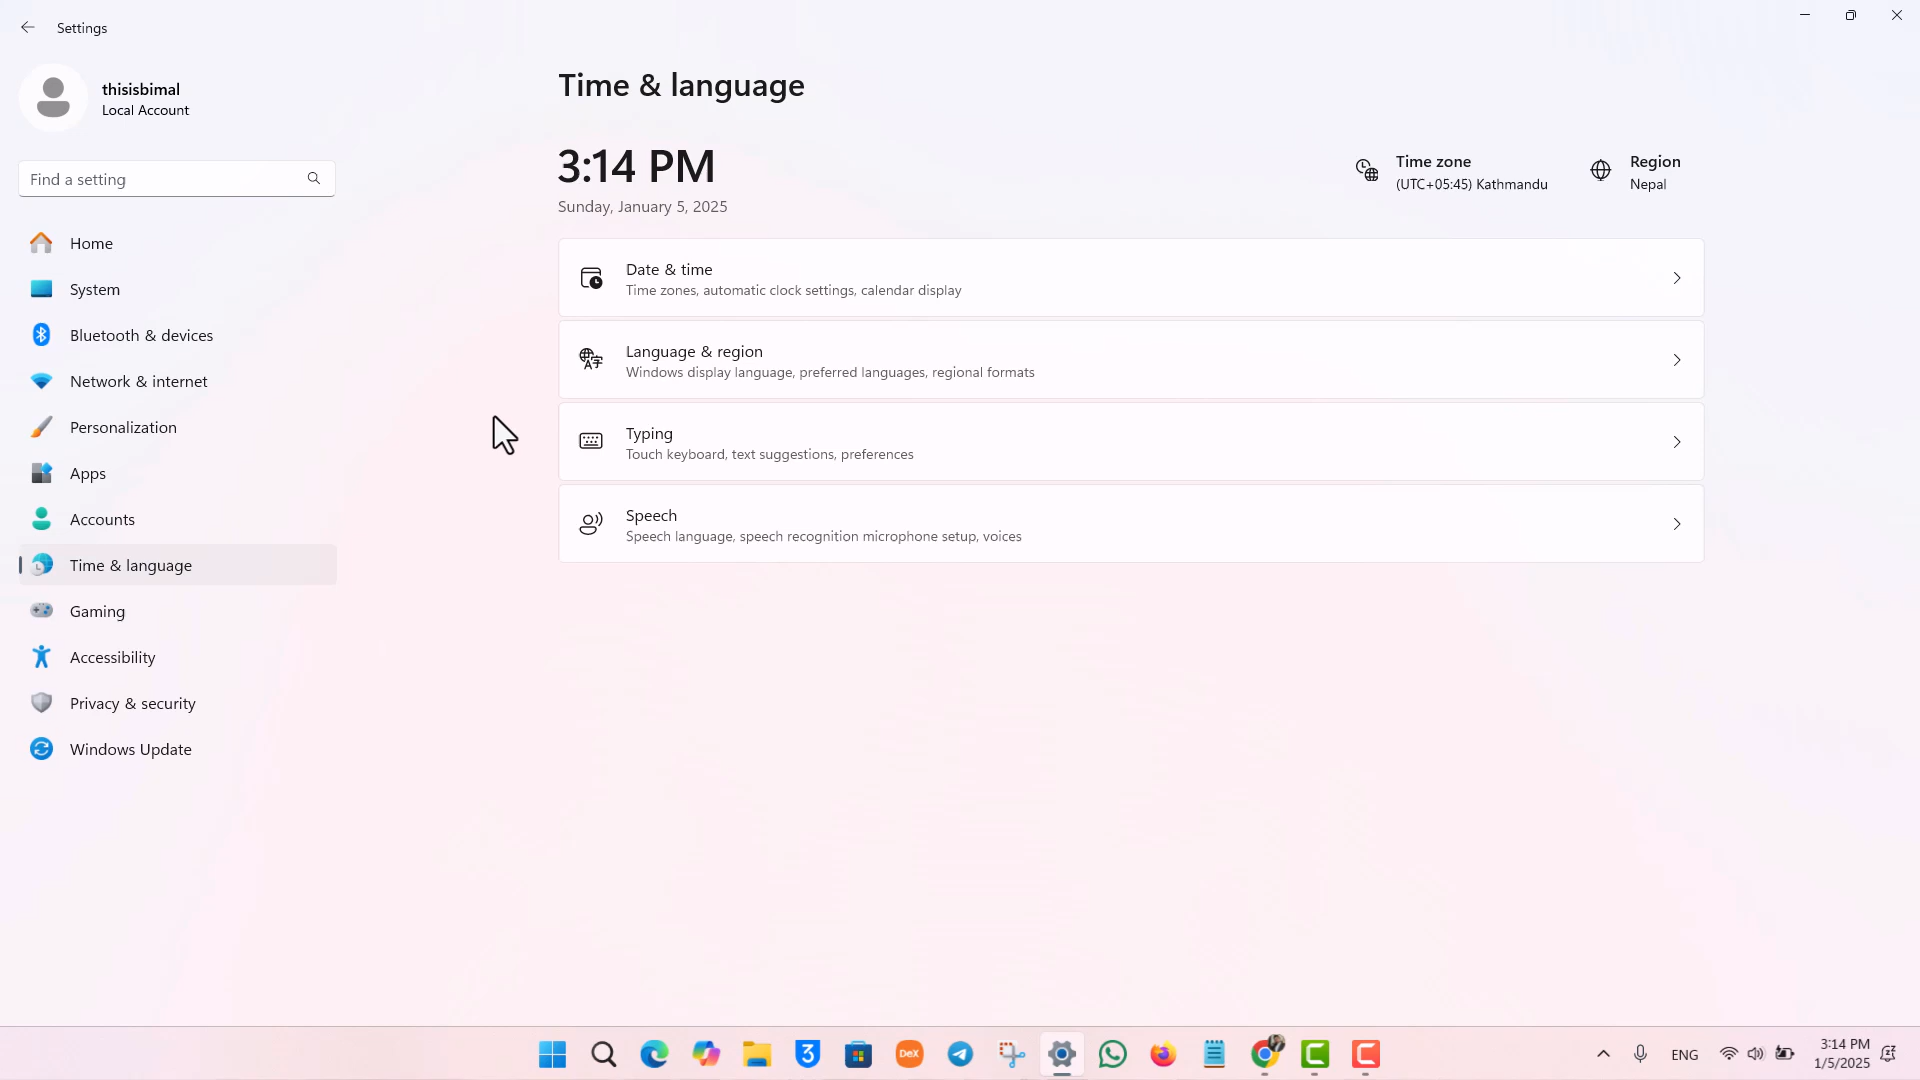 Settings
thisisbimal
Local Account
Find a setting
Home
System
Bluetooth & devices
Network & internet
Personalization
Apps
Accounts
Time & language
Gaming
Accessibility
Privacy & security
Windows Update
Time & language
3:14 PM
Sunday, January 5, 2025
Time zone
(UTC+05:45) Kathmandu
Region
Nepal
Date & time
Time zones, automatic clock settings, calendar display
Language & region
Windows display language, preferred languages, regional formats
Typing
Touch keyboard, text suggestions, preferences
Speech
Speech language, speech recognition microphone setup, voices
DeX
ENG
3:14 PM
1/5/2025